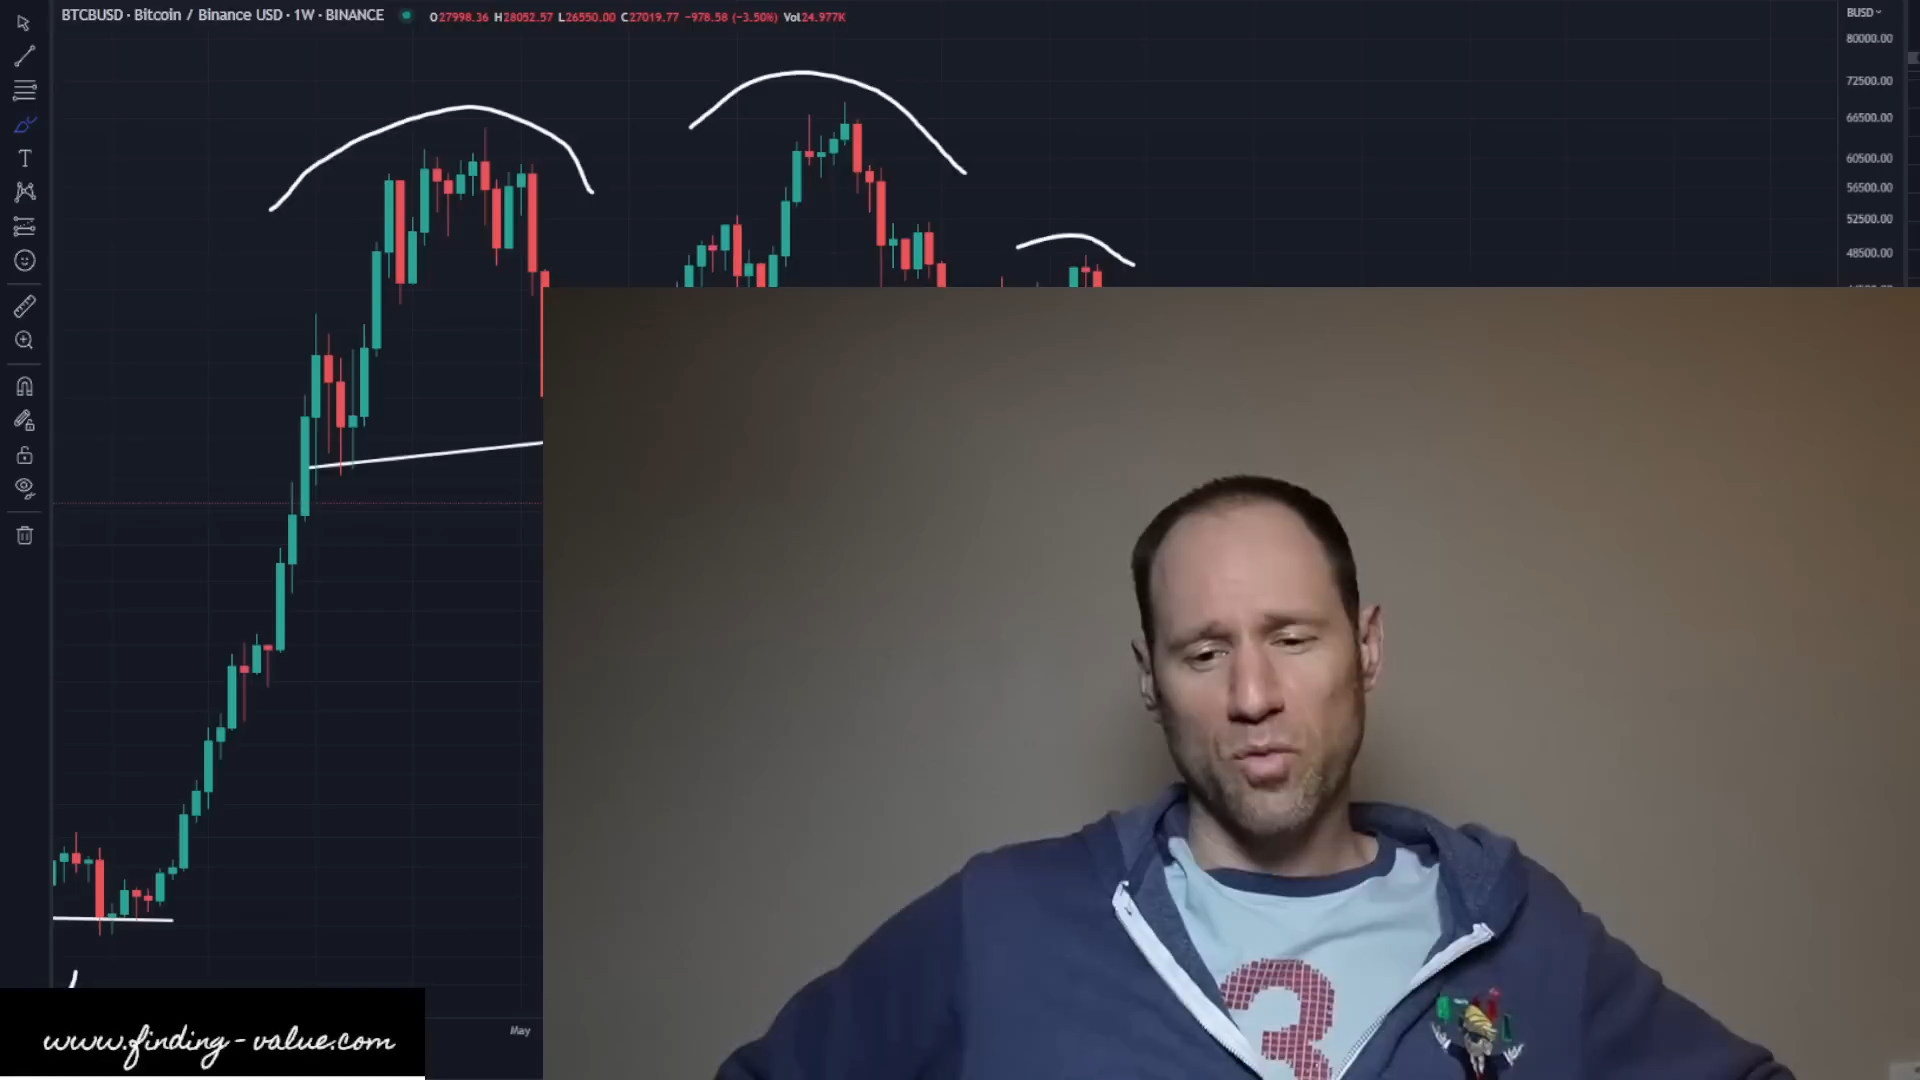 BTCBUSD · Bitcoin / Binance USD · 1W · BINANCE
O27998.36 H28052.57 L26550.00 C27019.77 −978.58 (−3.50%) Vol24.977K
BUSD
80000.00
72500.00
66500.00
60500.00
56500.00
52500.00
48500.00
T
3
May
www.finding-value.com